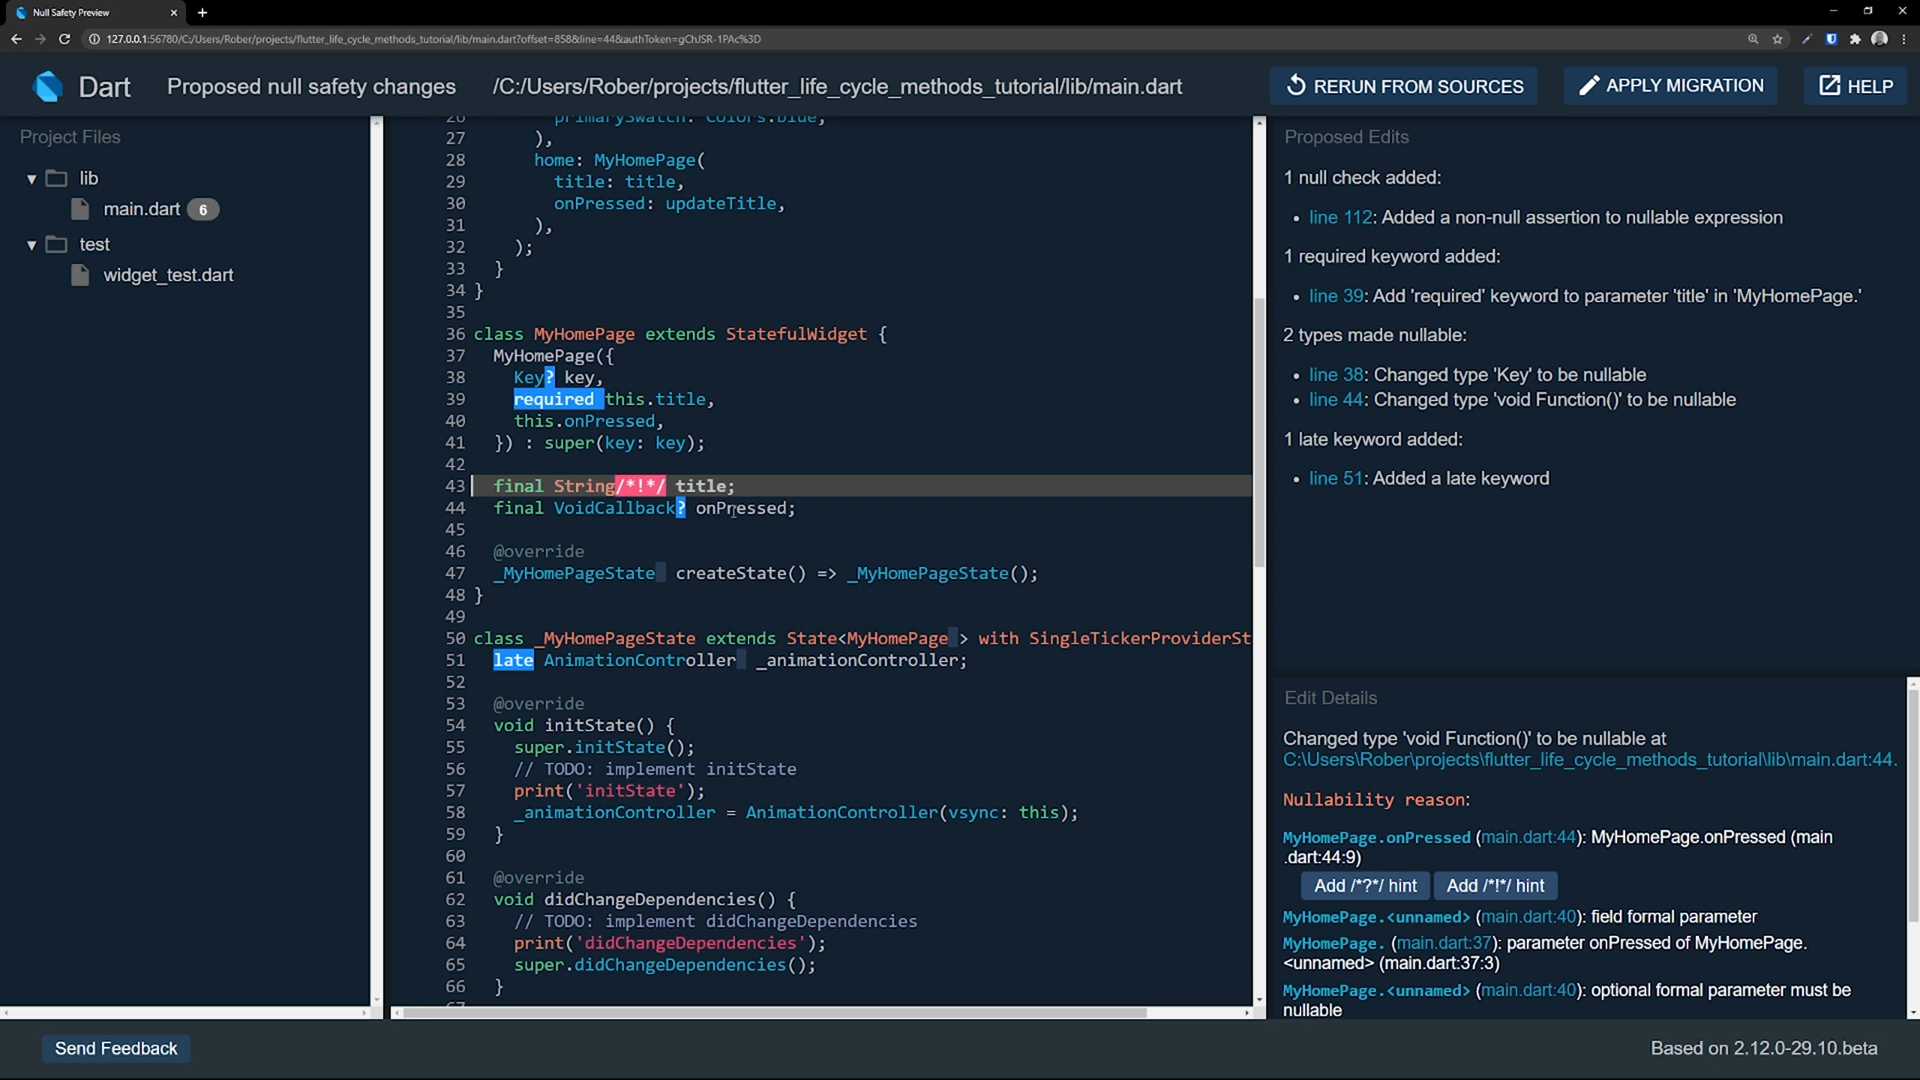 Null Safety Preview
127.0.0.1:56780/C:/Users/Rober/projects/flutter_life_cycle_methods_tutorial/lib/main.dart?offset=858&line=44&authToken=gChJSR-1PAc%3D
Dart
Proposed null safety changes
/C:/Users/Rober/projects/flutter_life_cycle_methods_tutorial/lib/main.dart
RERUN FROM SOURCES
APPLY MIGRATION
HELP
Project Files
lib
main.dart 6
test
widget_test.dart
26 primarySwatch: Colors.blue,
27 ),
28 home: MyHomePage(
29 title: title,
30 onPressed: updateTitle,
31 ),
32 );
33 }
34 }
35
36 class MyHomePage extends StatefulWidget {
37 MyHomePage({
38 Key? key,
39 required this.title,
40 this.onPressed,
41 }) : super(key: key);
42
43 final String/*!*/ title;
44 final VoidCallback? onPressed;
45
46 @override
47 _MyHomePageState createState() => _MyHomePageState();
48 }
49
50 class _MyHomePageState extends State<MyHomePage > with SingleTickerProviderSt
51 late AnimationController _animationController;
52
53 @override
54 void initState() {
55 super.initState();
56 // TODO: implement initState
57 print('initState');
58 _animationController = AnimationController(vsync: this);
59 }
60
61 @override
62 void didChangeDependencies() {
63 // TODO: implement didChangeDependencies
64 print('didChangeDependencies');
65 super.didChangeDependencies();
66 }
67
Proposed Edits
1 null check added:
• line 112: Added a non-null assertion to nullable expression
1 required keyword added:
• line 39: Add 'required' keyword to parameter 'title' in 'MyHomePage.'
2 types made nullable:
• line 38: Changed type 'Key' to be nullable
• line 44: Changed type 'void Function()' to be nullable
1 late keyword added:
• line 51: Added a late keyword
Edit Details
Changed type 'void Function()' to be nullable at
C:\Users\Rober\projects\flutter_life_cycle_methods_tutorial\lib\main.dart:44.
Nullability reason:
MyHomePage.onPressed (main.dart:44): MyHomePage.onPressed (main
.dart:44:9)
Add /*?*/ hint
Add /*!*/ hint
MyHomePage.<unnamed> (main.dart:40): field formal parameter
MyHomePage. (main.dart:37): parameter onPressed of MyHomePage.
<unnamed> (main.dart:37:3)
MyHomePage.<unnamed> (main.dart:40): optional formal parameter must be
nullable
Send Feedback
Based on 2.12.0-29.10.beta